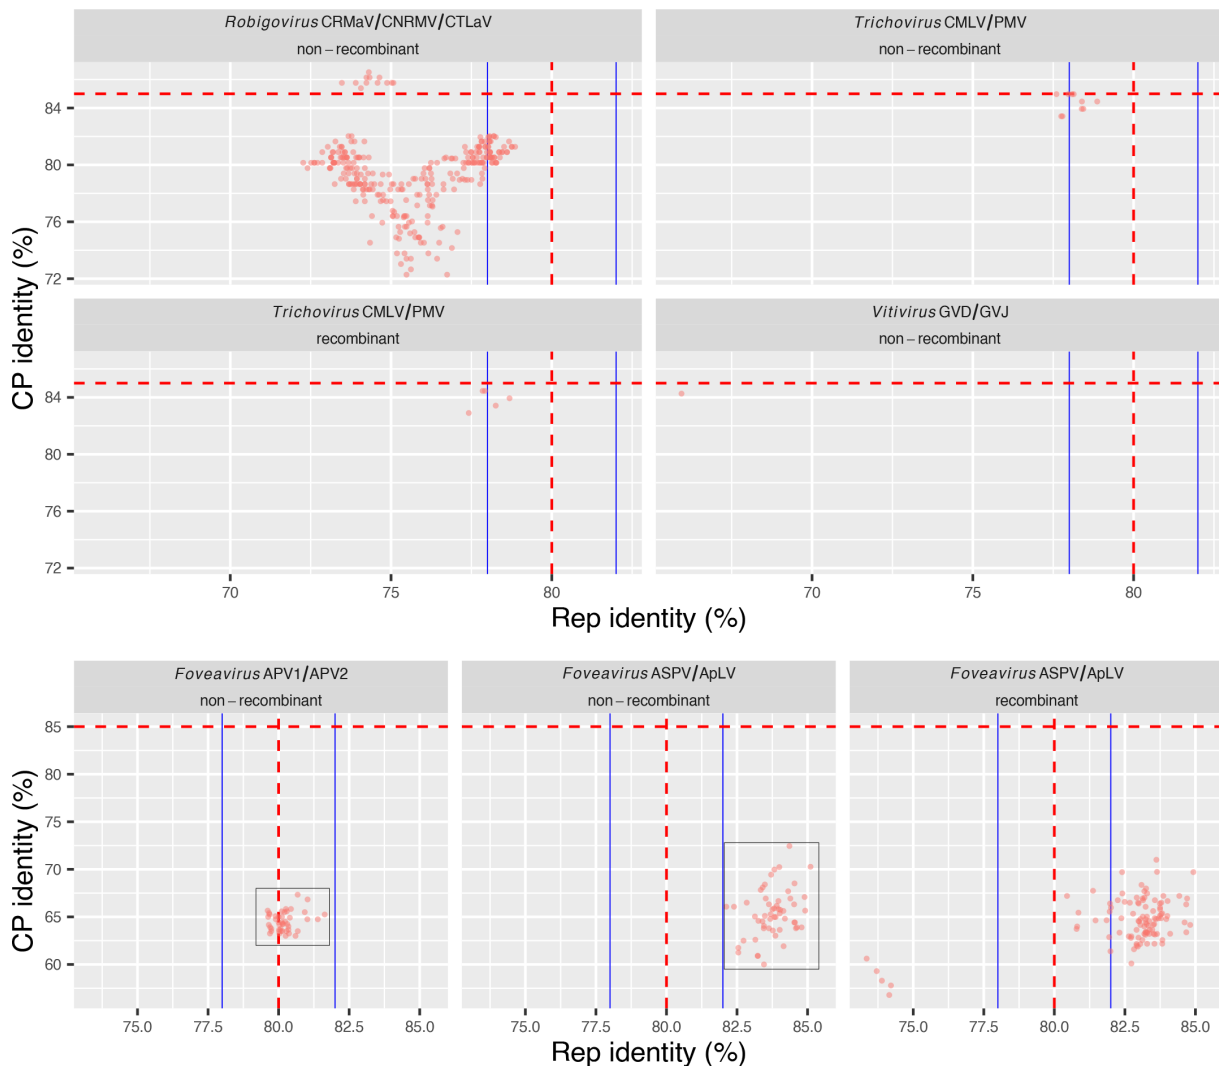 Robigovirus CRMaV/CNRMV/CTLaV
non – recombinant
Trichovirus CMLV/PMV
non – recombinant
84
80
76
72
Trichovirus CMLV/PMV
recombinant
Vitivirus GVD/GVJ
non – recombinant
84
80
76
72
CP identity (%)
70
75
80
70
75
80
Rep identity (%)
Foveavirus APV1/APV2
non – recombinant
Foveavirus ASPV/ApLV
non – recombinant
Foveavirus ASPV/ApLV
recombinant
85
80
75
70
65
60
CP identity (%)
75.0
77.5
80.0
82.5
85.0
75.0
77.5
80.0
82.5
85.0
75.0
77.5
80.0
82.5
85.0
Rep identity (%)